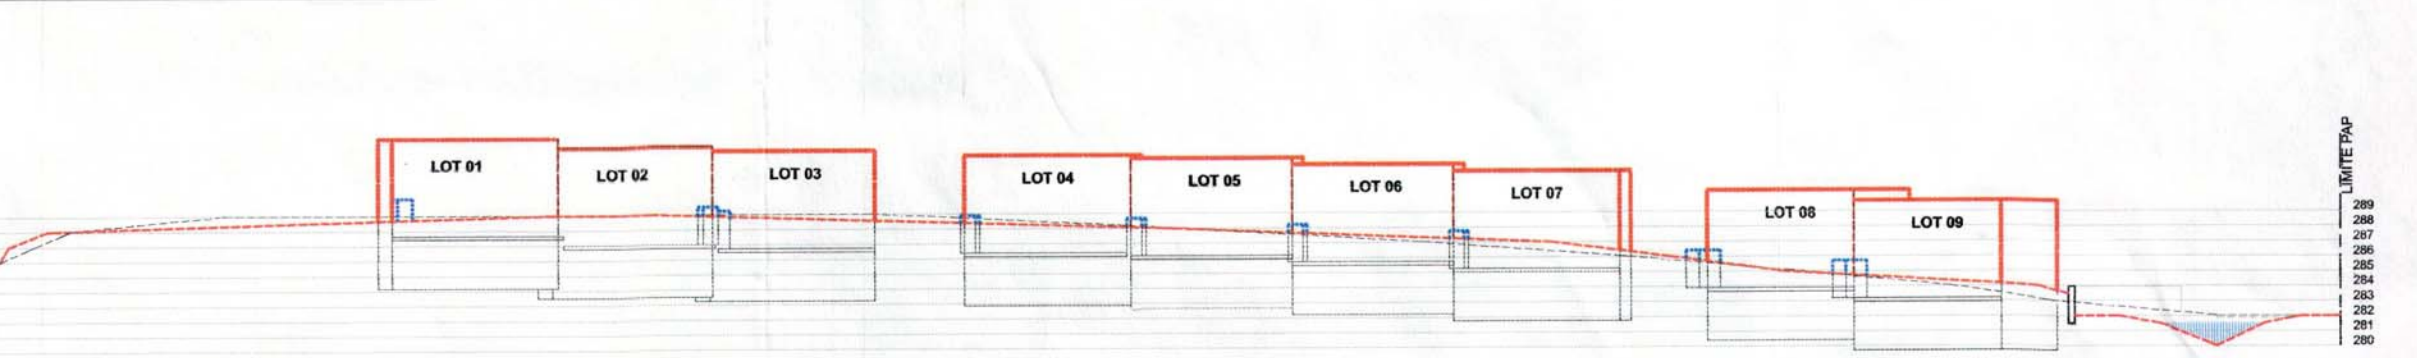 LOT 01
LOT 02
LOT 03
LOT 04
LOT 05
LOT 06
LOT 07
LOT 08
LOT 09
LIMITE PAP
289
288
287
286
285
284
283
282
281
280